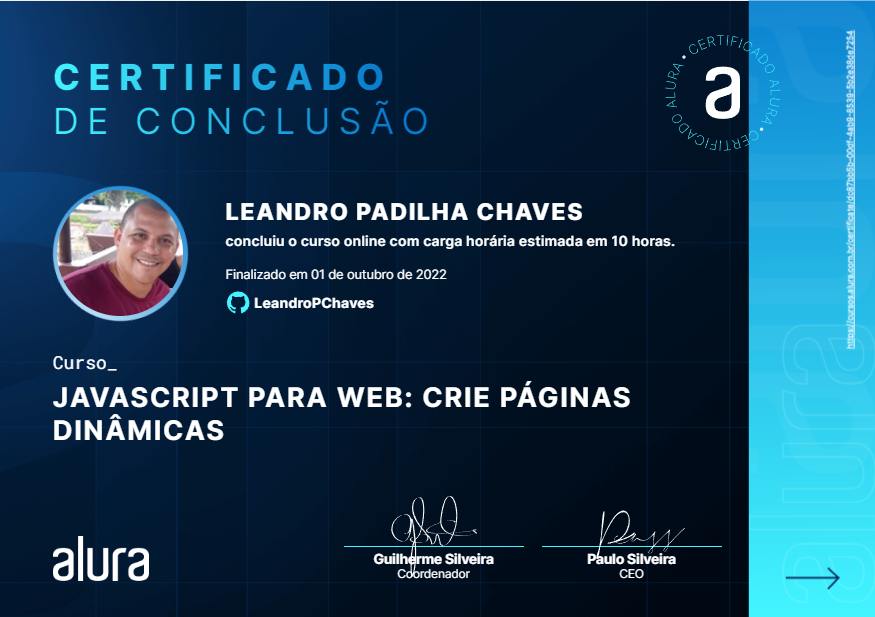 CERTIFICADO
DE CONCLUSÃO
CERTIFICADO ALURA • CERTIFICADO ALURA •
a
LEANDRO PADILHA CHAVES
concluiu o curso online com carga horária estimada em 10 horas.
Finalizado em 01 de outubro de 2022
LeandroPChaves
Curso_
JAVASCRIPT PARA WEB: CRIE PÁGINAS
DINÂMICAS
alura
Guilherme Silveira
Coordenador
Paulo Silveira
CEO
alura